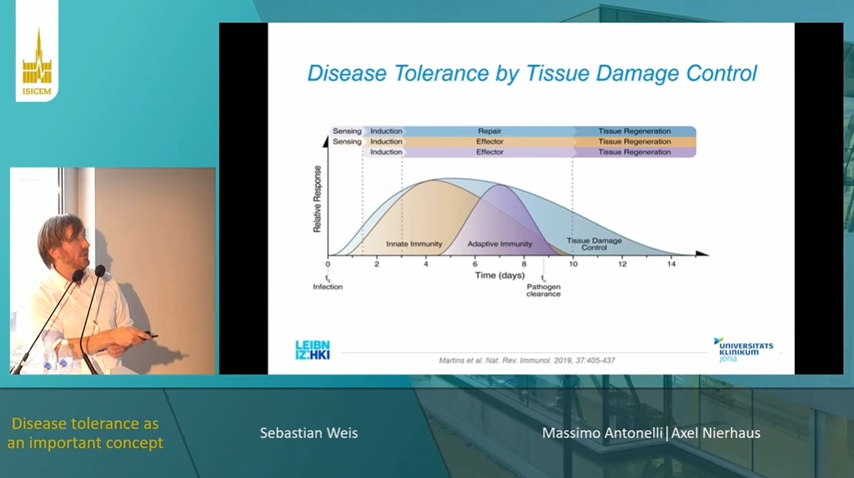 ISICEM
Disease Tolerance by Tissue Damage Control
Sensing Induction Repair Tissue Regeneration
Sensing Induction Effector Tissue Regeneration
Induction Effector Tissue Regeneration
Relative Response
Innate Immunity
Adaptive Immunity
Tissue Damage
Control
0 2 4 6 8 10 12 14
Time (days)
Infection
Pathogen
clearance
LEIBN
IZ:HKI
Martins et al. Nat. Rev. Immunol. 2019, 37:405-437
UNIVERSITÄTS
KLINIKUM
jena
Disease tolerance as
an important concept
Sebastian Weis
Massimo Antonelli|Axel Nierhaus